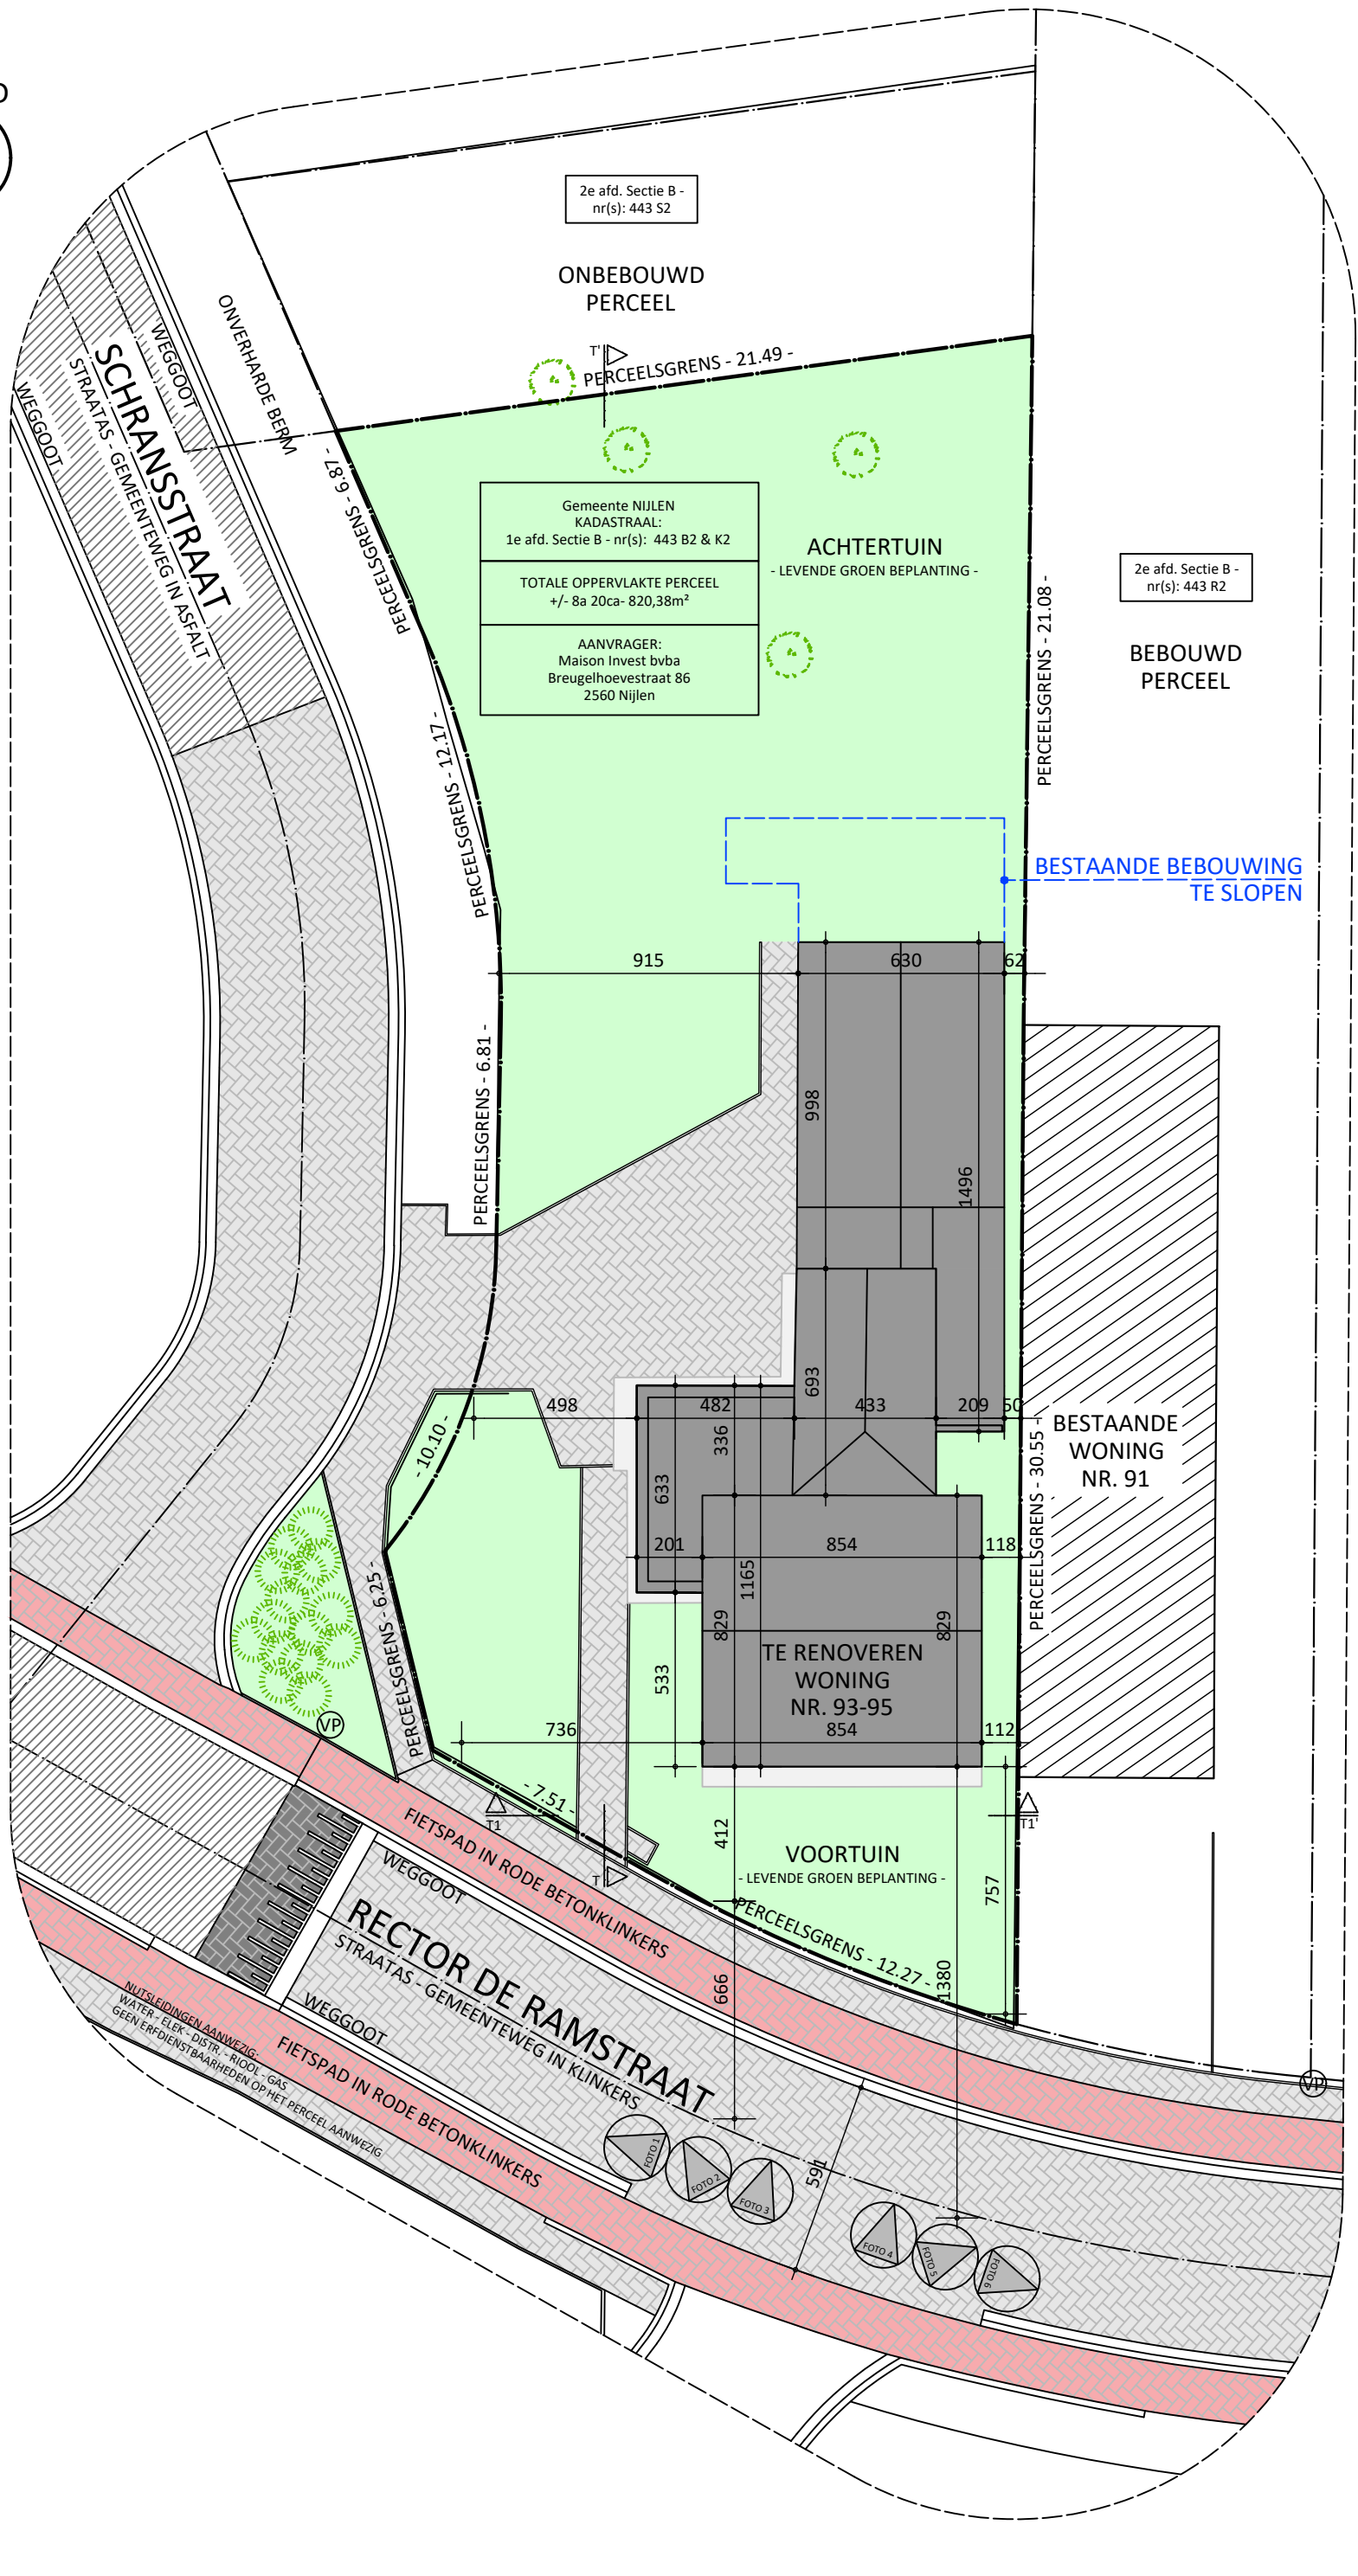 2e afd. Sectie B -
nr(s): 443 S2
ONBEBOUWD
PERCEEL
T'
PERCEELSGRENS - 21.49 -
ONVERHARDE BERM
WEGGOOT
SCHRANSSTRAAT
STRAATAS - GEMEENTEWEG IN ASFALT
WEGGOOT
PERCEELSGRENS - 6.87 -
Gemeente NIJLEN
KADASTRAAL:
1e afd. Sectie B - nr(s): 443 B2 & K2
TOTALE OPPERVLAKTE PERCEEL
+/- 8a 20ca- 820,38m²
AANVRAGER:
Maison Invest bvba
Breugelhoevestraat 86
2560 Nijlen
ACHTERTUIN
- LEVENDE GROEN BEPLANTING -
2e afd. Sectie B -
nr(s): 443 R2
BEBOUWD
PERCEEL
PERCEELSGRENS - 21.08 -
PERCEELSGRENS - 12.17 -
BESTAANDE BEBOUWING
TE SLOPEN
915
630
62
998
PERCEELSGRENS - 6.81 -
1496
693
498
482
433
209
50
336
- 10.10 -
633
BESTAANDE
WONING
NR. 91
PERCEELSGRENS - 30.55 -
201
854
118
1165
829
829
PERCEELSGRENS - 6.25 -
533
TE RENOVEREN
WONING
NR. 93-95
VP
736
854
112
- 7.51 -
T1
T1'
412
VOORTUIN
- LEVENDE GROEN BEPLANTING -
T
757
FIETSPAD IN RODE BETONKLINKERS
WEGGOOT
PERCEELSGRENS - 12.27 -
RECTOR DE RAMSTRAAT
STRAATAS - GEMEENTEWEG IN KLINKERS
666
1380
WEGGOOT
NUTSLEIDINGEN AANWEZIG:
WATER - ELEK - DISTR. - RIOOL - GAS
GEEN ERFDIENSTBAARHEDEN OP HET PERCEEL AANWEZIG
FIETSPAD IN RODE BETONKLINKERS
VP
591
FOTO 1
FOTO 2
FOTO 3
FOTO 4
FOTO 5
FOTO 6